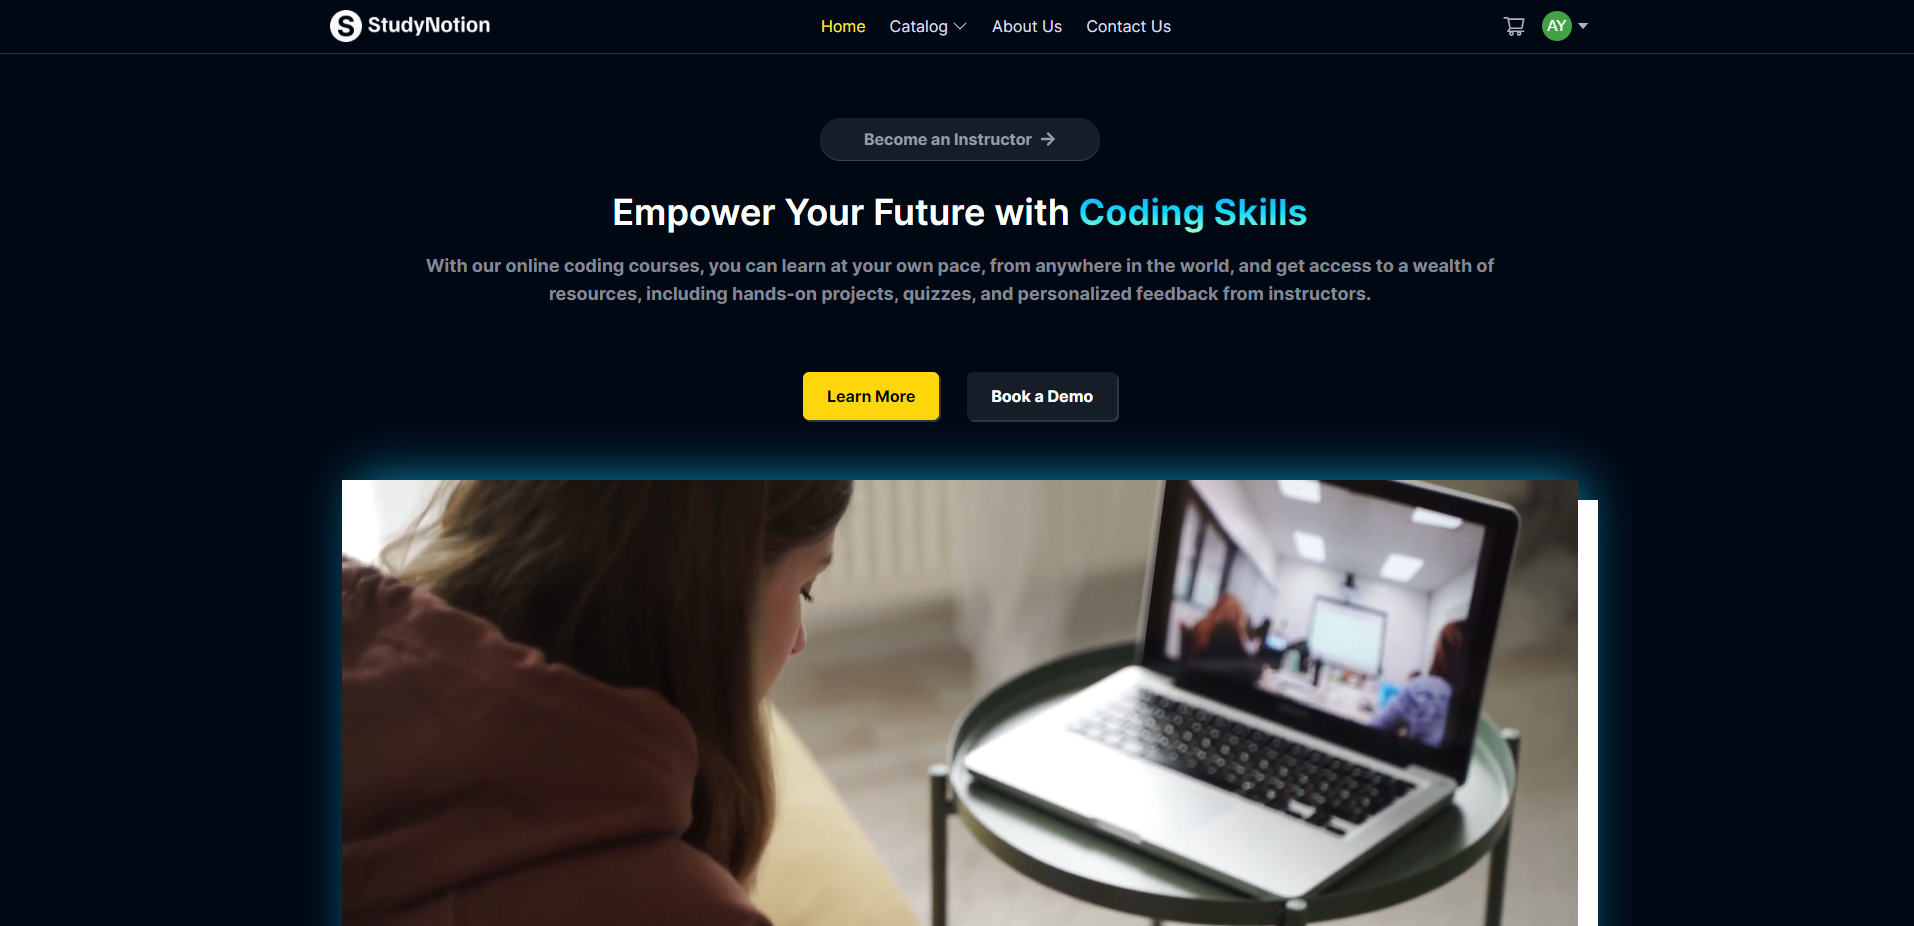 S StudyNotion
Home Catalog About Us Contact Us
AY
Become an Instructor →
Empower Your Future with Coding Skills
With our online coding courses, you can learn at your own pace, from anywhere in the world, and get access to a wealth of
resources, including hands-on projects, quizzes, and personalized feedback from instructors.
Learn More Book a Demo